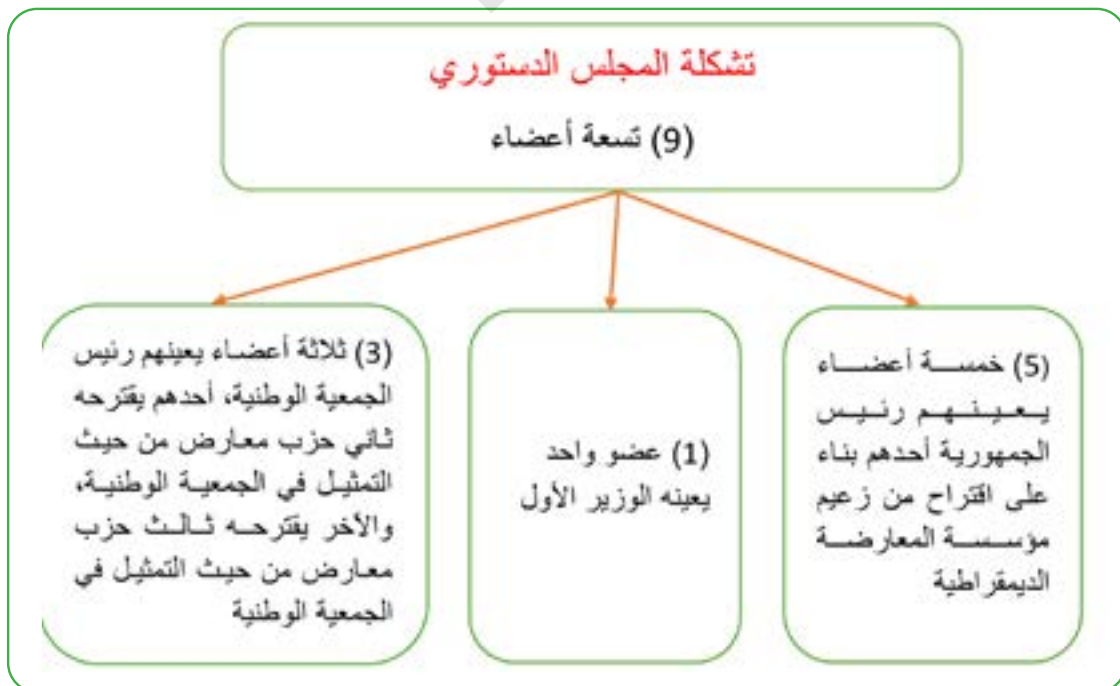 تشكلة المجلس الدستوري
(9) تسعة أعضاء
(5) خمسة أعضاء
يعينهم رئيس
الجمهورية أحدهم بناء
على اقتراح من زعيم
مؤسسة المعارضة
الديمقراطية
(1) عضو واحد
يعينه الوزير الأول
(3) ثلاثة أعضاء يعينهم رئيس
الجمعية الوطنية، أحدهم يقترحه
ثاني حزب معارض من حيث
التمثيل في الجمعية الوطنية،
والأخر يقترحه ثالث حزب
معارض من حيث التمثيل في
الجمعية الوطنية